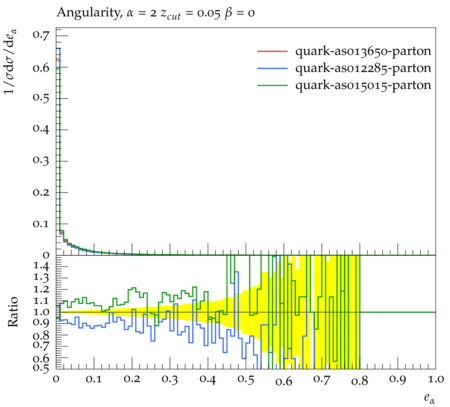 Angularity, α = 2 z_cut = 0.05 β = 0
1/σdσ/de_α
0.7
0.6
0.5
0.4
0.3
0.2
0.1
0
quark-as013650-parton
quark-as012285-parton
quark-as015015-parton
Ratio
1.4
1.3
1.2
1.1
1.0
0.9
0.8
0.7
0.6
0.5
0 0.1 0.2 0.3 0.4 0.5 0.6 0.7 0.8 0.9 1.0
e_α